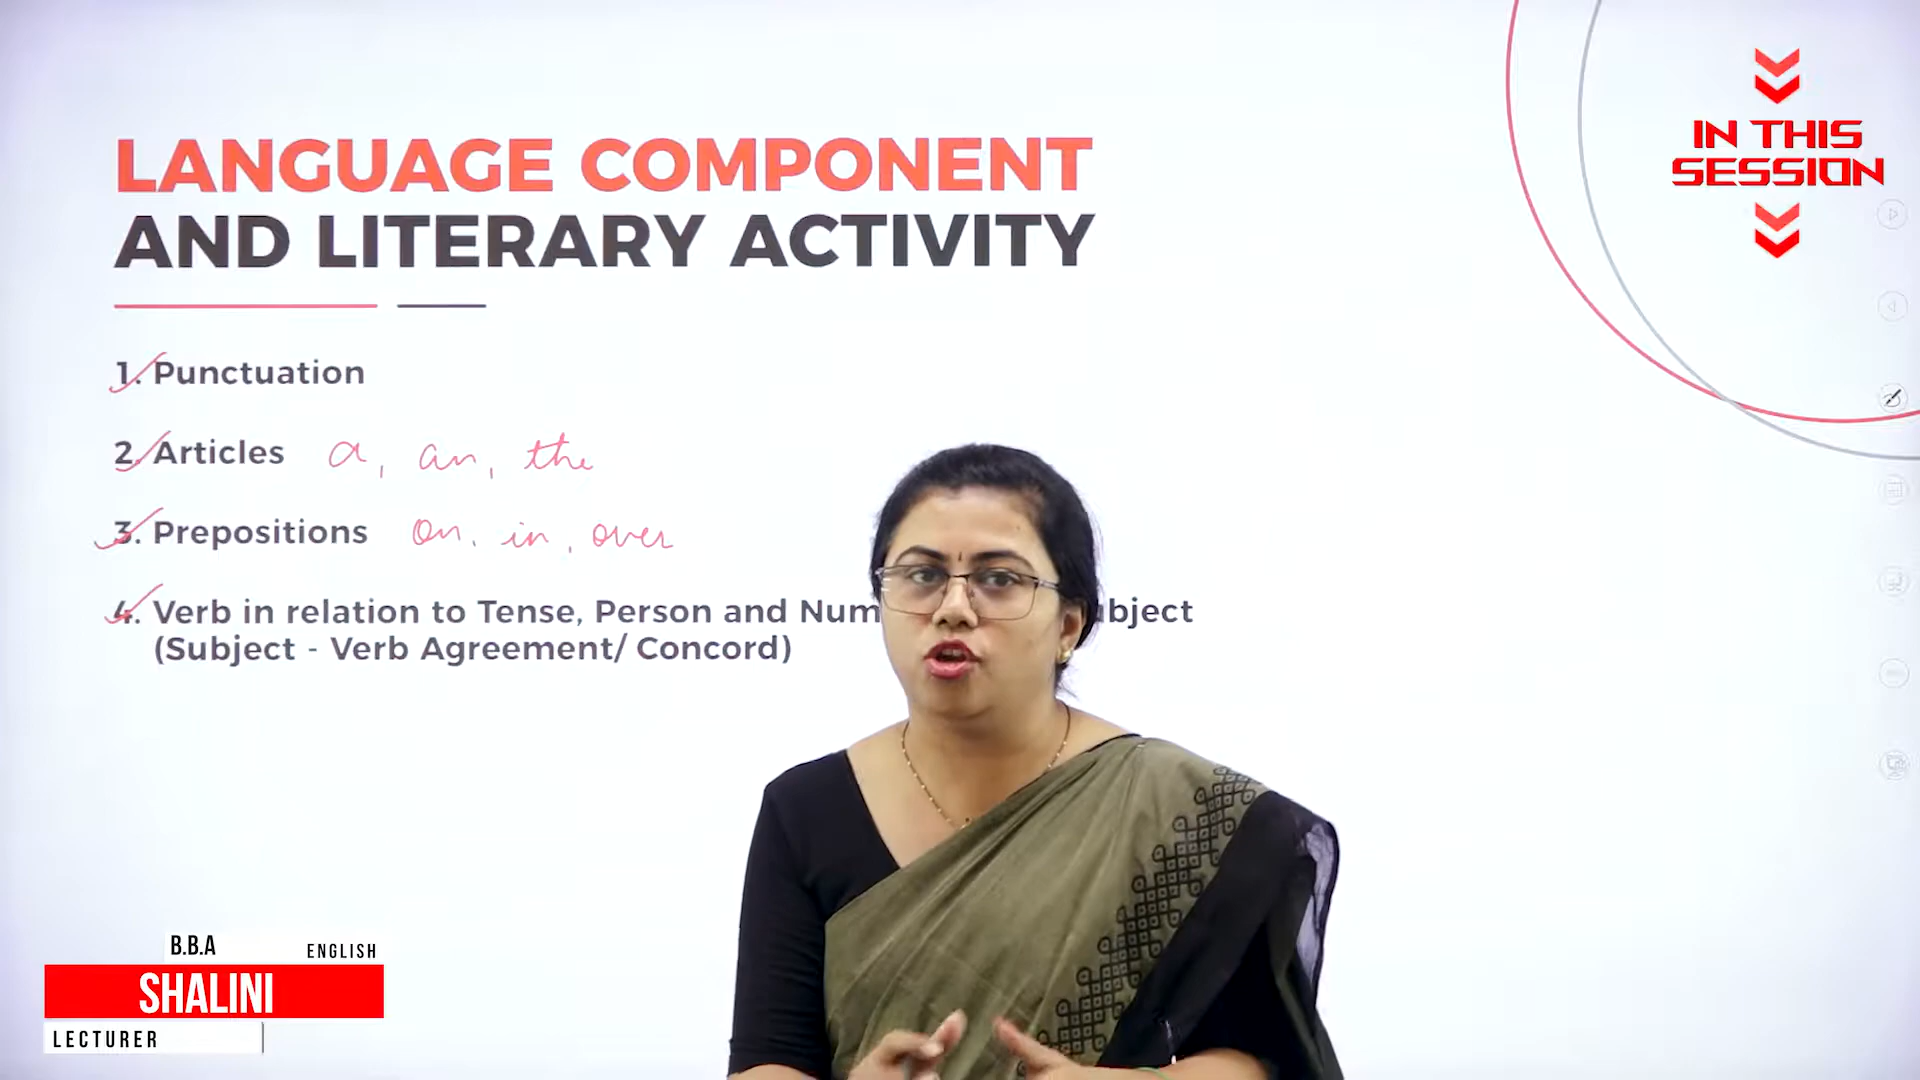 LANGUAGE COMPONENT
AND LITERARY ACTIVITY
IN THIS
SESSION
1. Punctuation
2. Articles a, an, the
3. Prepositions on, in, over
4. Verb in relation to Tense, Person and Num ubject
(Subject - Verb Agreement/ Concord)
B.B.A ENGLISH
SHALINI
LECTURER